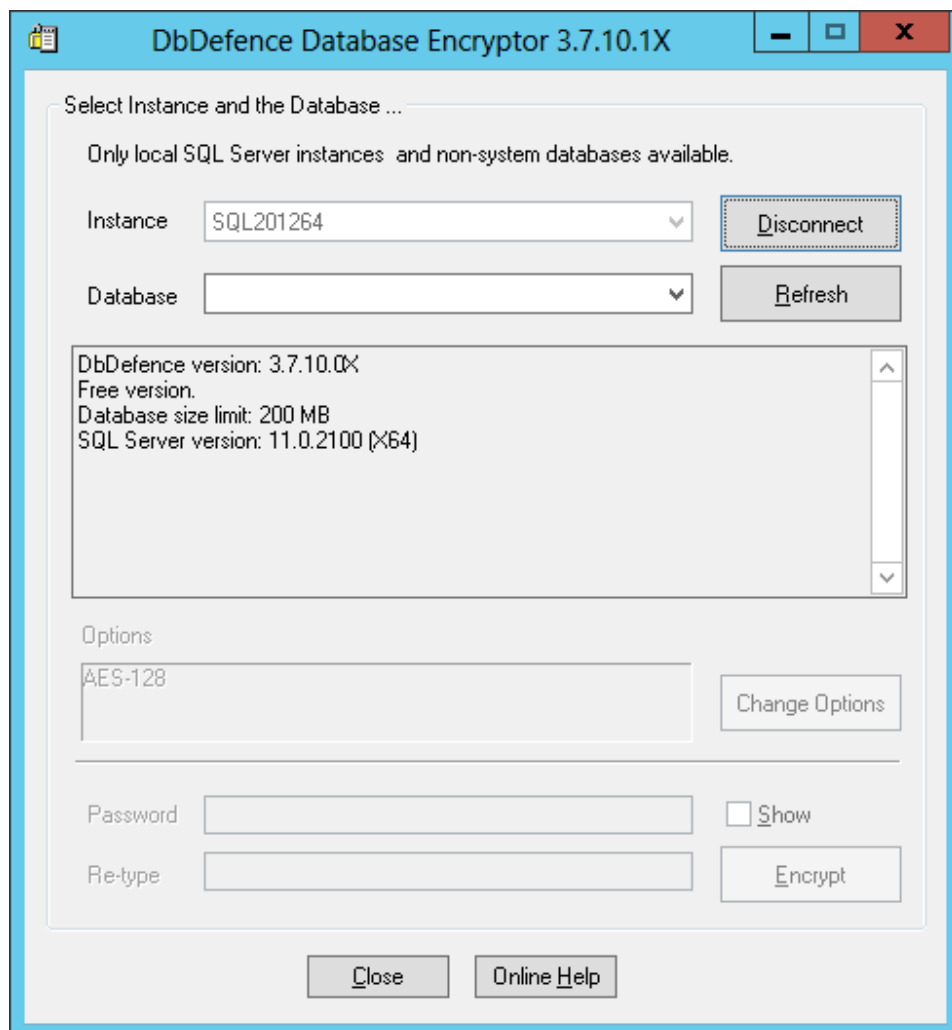 DbDefence Database Encryptor 3.7.10.1X
Select Instance and the Database ...
Only local SQL Server instances  and non-system databases available.
Instance SQL201264 Disconnect
Database Refresh
DbDefence version: 3.7.10.0X
Free version.
Database size limit: 200 MB
SQL Server version: 11.0.2100 (X64)
Options
AES-128
Change Options
Password Show
Re-type Encrypt
Close Online Help